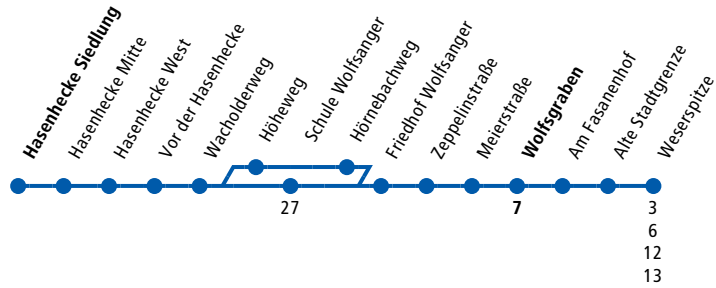 Hasenhecke Siedlung
Hasenhecke Mitte
Hasenhecke West
Vor der Hasenhecke
Wacholderweg
Höheweg
Schule Wolfsanger
Hörnebachweg
Friedhof Wolfsanger
Zeppelinstraße
Meierstraße
Wolfsgraben
Am Fasanenhof
Alte Stadtgrenze
Weserspitze
27
7
3
6
12
13